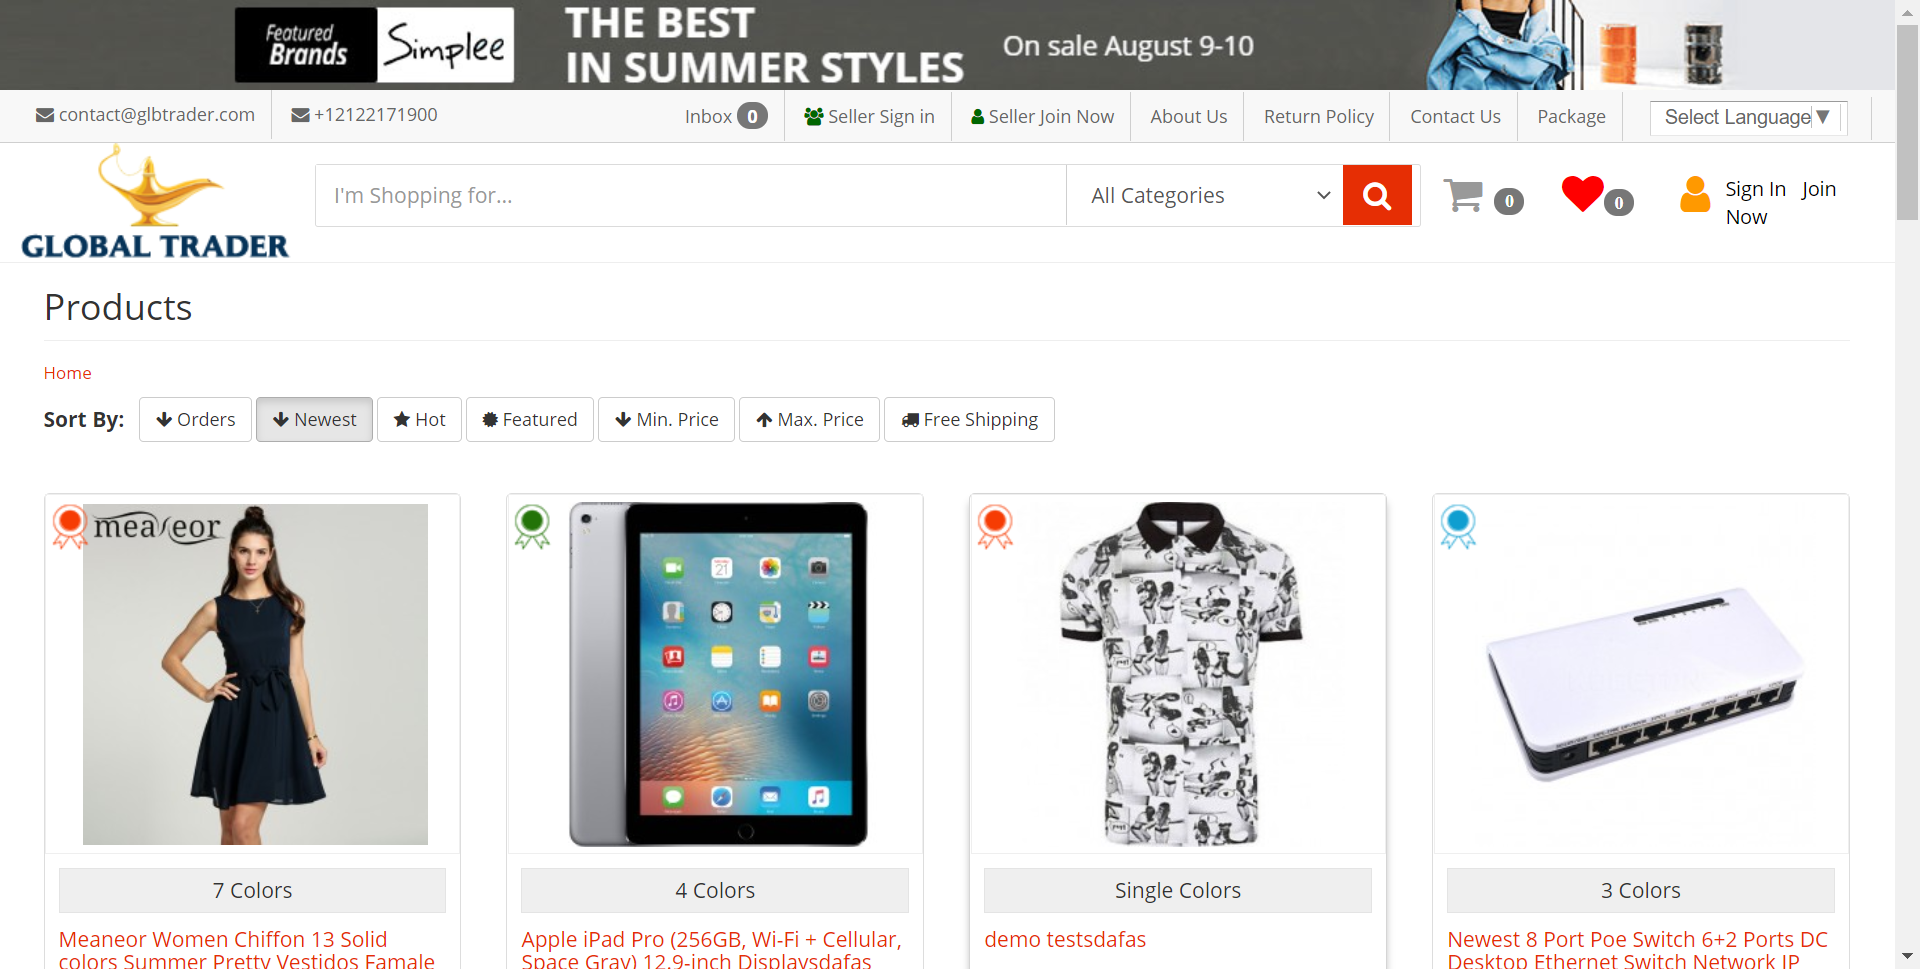 Featured
Brands
Simplee
THE BEST
IN SUMMER STYLES
On sale August 9-10
contact@glbtrader.com
+12122171900
Inbox 0
Seller Sign in
Seller Join Now
About Us
Return Policy
Contact Us
Package
Select Language▼
GLOBAL TRADER
I'm Shopping for...
All Categories
0
0
Sign In Join
Now
Products
Home
Sort By:
Orders
Newest
Hot
Featured
Min. Price
Max. Price
Free Shipping
meaneor
7 Colors
4 Colors
Single Colors
3 Colors
Meaneor Women Chiffon 13 Solid
colors Summer Pretty Vestidos Famale
Apple iPad Pro (256GB, Wi-Fi + Cellular,
Space Gray) 12.9-inch Displaysdafas
demo testsdafas
Newest 8 Port Poe Switch 6+2 Ports DC
Desktop Ethernet Switch Network IP